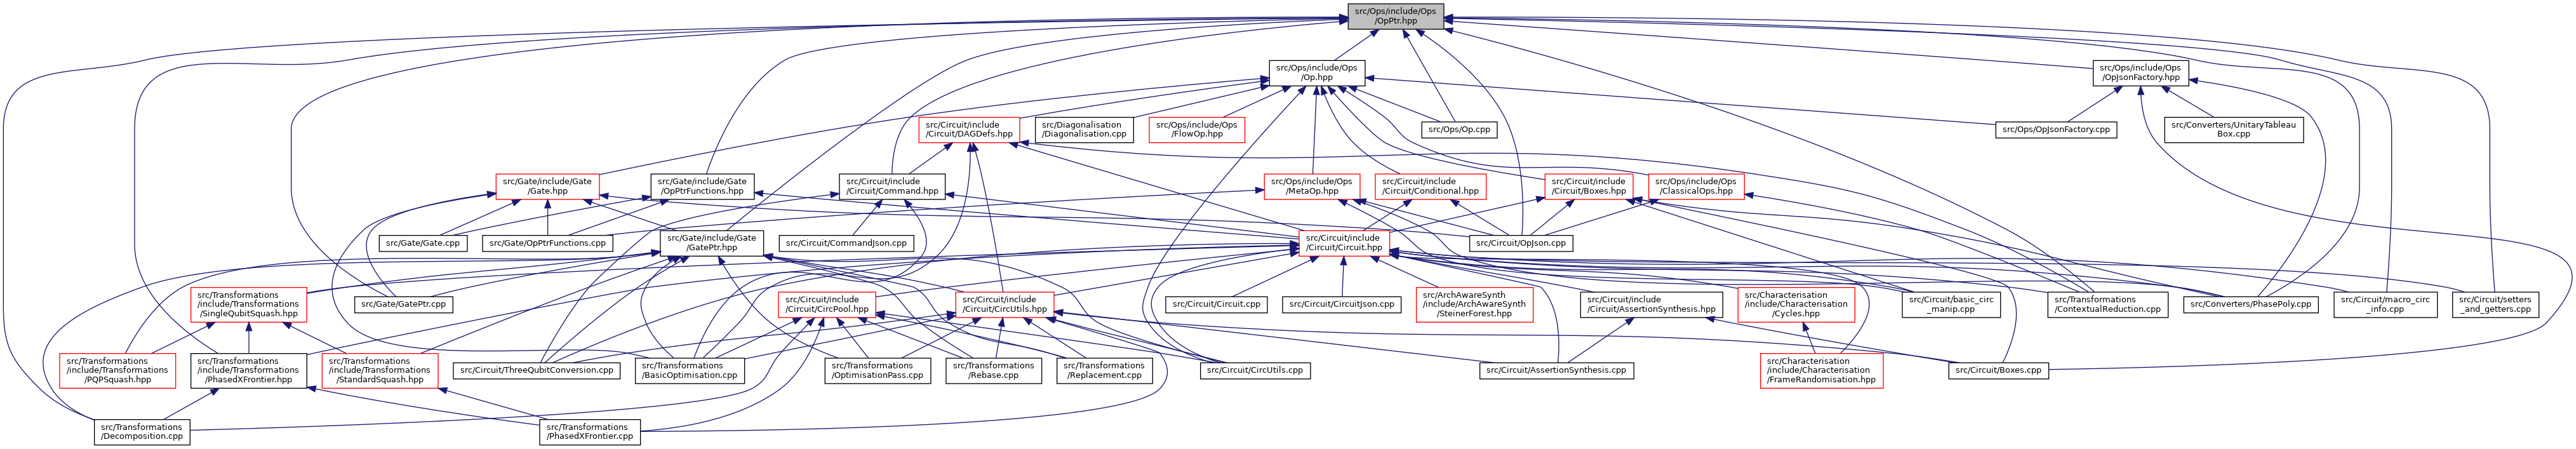 src/Ops/include/Ops
/OpPtr.hpp
src/Ops/include/Ops
/Op.hpp
src/Ops/include/Ops
/OpJsonFactory.hpp
src/Circuit/include
/Circuit/DAGDefs.hpp
src/Diagonalisation
/Diagonalisation.cpp
src/Ops/include/Ops
/FlowOp.hpp
src/Ops/Op.cpp
src/Ops/OpJsonFactory.cpp
src/Converters/UnitaryTableau
Box.cpp
src/Gate/include/Gate
/Gate.hpp
src/Gate/include/Gate
/OpPtrFunctions.hpp
src/Circuit/include
/Circuit/Command.hpp
src/Ops/include/Ops
/MetaOp.hpp
src/Circuit/include
/Circuit/Conditional.hpp
src/Circuit/include
/Circuit/Boxes.hpp
src/Ops/include/Ops
/ClassicalOps.hpp
src/Gate/Gate.cpp
src/Gate/OpPtrFunctions.cpp
src/Gate/include/Gate
/GatePtr.hpp
src/Circuit/CommandJson.cpp
src/Circuit/include
/Circuit/Circuit.hpp
src/Circuit/OpJson.cpp
src/Transformations
/include/Transformations
/SingleQubitSquash.hpp
src/Gate/GatePtr.cpp
src/Circuit/include
/Circuit/CircPool.hpp
src/Circuit/include
/Circuit/CircUtils.hpp
src/Circuit/Circuit.cpp
src/Circuit/CircuitJson.cpp
src/ArchAwareSynth
/include/ArchAwareSynth
/SteinerForest.hpp
src/Circuit/include
/Circuit/AssertionSynthesis.hpp
src/Characterisation
/include/Characterisation
/Cycles.hpp
src/Circuit/basic_circ
_manip.cpp
src/Transformations
/ContextualReduction.cpp
src/Converters/PhasePoly.cpp
src/Circuit/macro_circ
_info.cpp
src/Circuit/setters
_and_getters.cpp
src/Transformations
/include/Transformations
/PQPSquash.hpp
src/Transformations
/include/Transformations
/PhasedXFrontier.hpp
src/Transformations
/include/Transformations
/StandardSquash.hpp
src/Circuit/ThreeQubitConversion.cpp
src/Transformations
/BasicOptimisation.cpp
src/Transformations
/OptimisationPass.cpp
src/Transformations
/Rebase.cpp
src/Transformations
/Replacement.cpp
src/Circuit/CircUtils.cpp
src/Circuit/AssertionSynthesis.cpp
src/Characterisation
/include/Characterisation
/FrameRandomisation.hpp
src/Circuit/Boxes.cpp
src/Transformations
/Decomposition.cpp
src/Transformations
/PhasedXFrontier.cpp